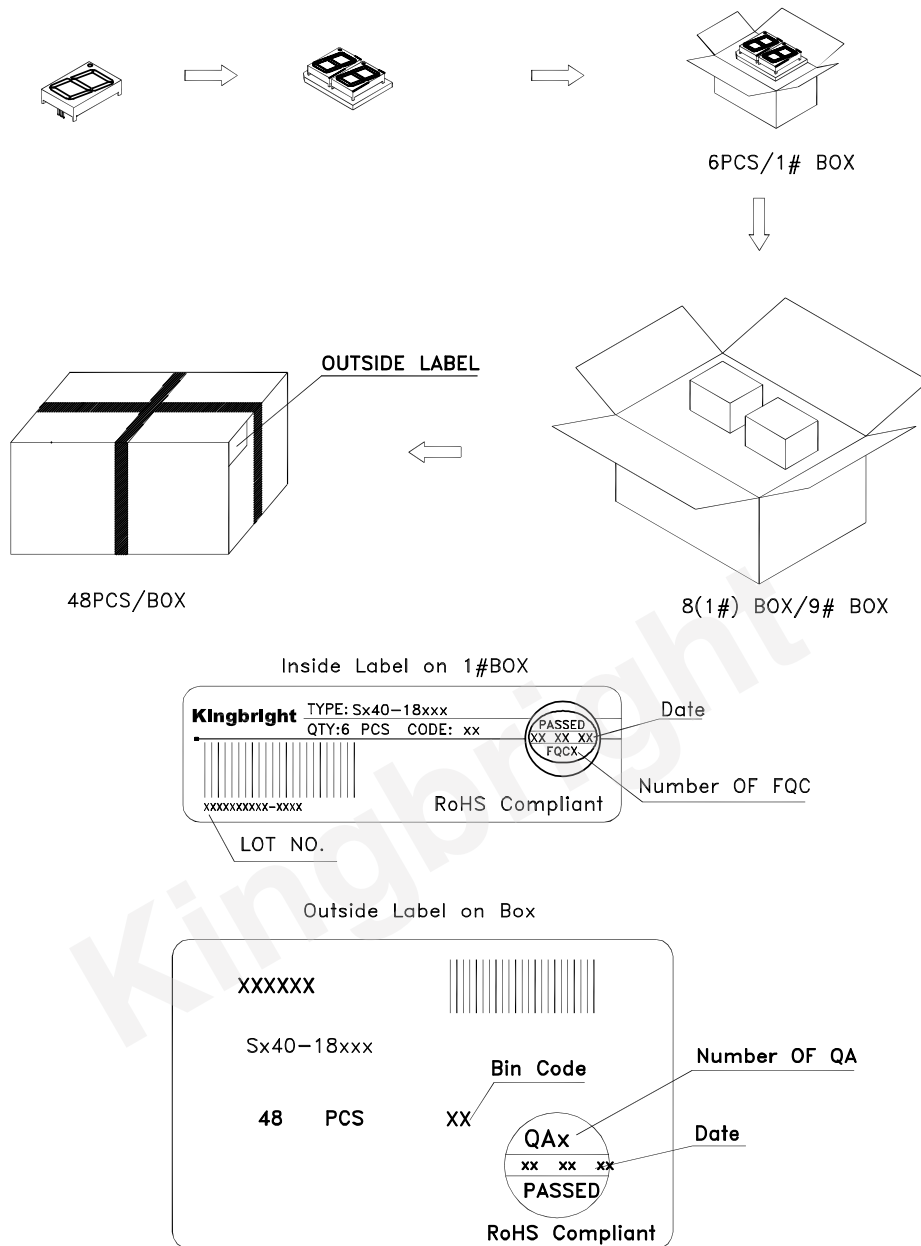 6PCS/1# BOX
OUTSIDE LABEL
48PCS/BOX
8(1#) BOX/9# BOX
Inside Label on 1#BOX
Kingbright
TYPE: Sx40-18xxx
QTY:6 PCS CODE: xx
PASSED
XX XX XX
FQCX
Date
Number OF FQC
xxxxxxxxxx-xxxx
RoHS Compliant
LOT NO.
Outside Label on Box
XXXXXX
Sx40-18xxx
Bin Code
48 PCS
XX
Number OF QA
QAx
Date
xx xx xx
PASSED
RoHS Compliant
Kingbright